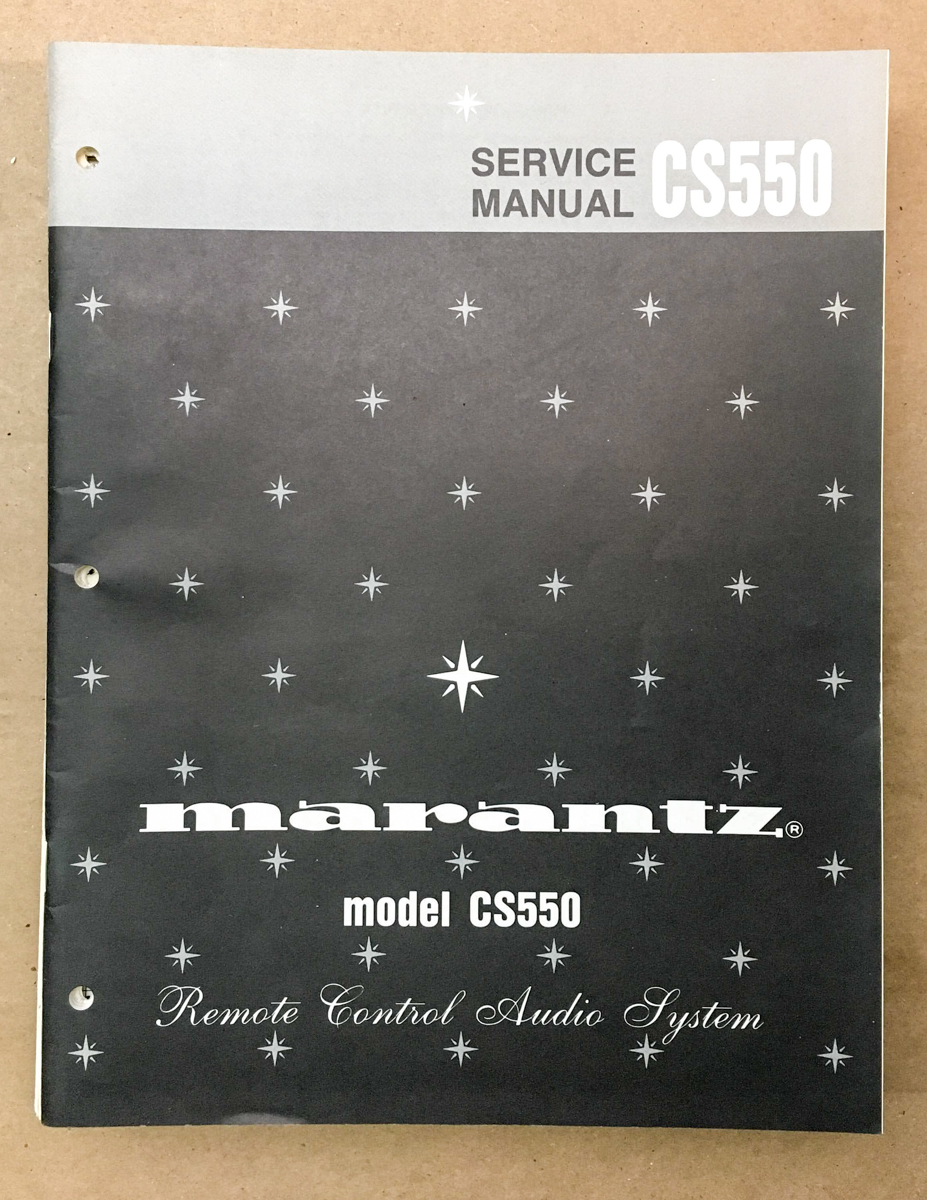 SERVICE
MANUAL CS550
marantz®
model CS550
Remote Control Audio System